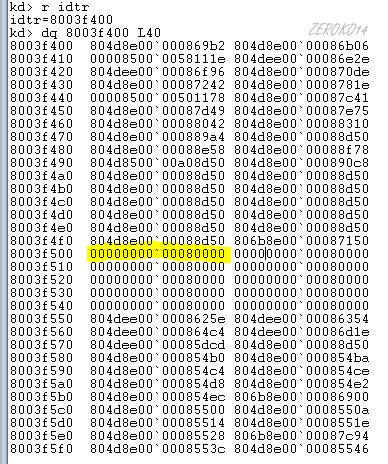 kd> r idtr
idtr=8003f400
ZEROKO14
kd> dq 8003f400 L40
8003f400 804d8e00`000869b2 804d8e00`00086b06
8003f410 00008500`0058111e 804dee00`00086e2e
8003f420 804dee00`00086f96 804d8e00`000870de
8003f430 804d8e00`00087242 804d8e00`0008781e
8003f440 00008500`00501178 804d8e00`00087c41
8003f450 804d8e00`00087d49 804d8e00`00087e75
8003f460 804d8e00`00088042 804d8e00`00088310
8003f470 804d8e00`000889a4 804d8e00`00088d50
8003f480 804d8e00`00088e58 804d8e00`00088f78
8003f490 804d8500`00a08d50 804d8e00`000890c8
8003f4a0 804d8e00`00088d50 804d8e00`00088d50
8003f4b0 804d8e00`00088d50 804d8e00`00088d50
8003f4c0 804d8e00`00088d50 804d8e00`00088d50
8003f4d0 804d8e00`00088d50 804d8e00`00088d50
8003f4e0 804d8e00`00088d50 804d8e00`00088d50
8003f4f0 804d8e00`00088d50 806b8e00`00087150
8003f500 00000000`00080000 00000000`00080000
8003f510 00000000`00080000 00000000`00080000
8003f520 00000000`00080000 00000000`00080000
8003f530 00000000`00080000 00000000`00080000
8003f540 00000000`00080000 00000000`00080000
8003f550 804dee00`0008625e 804dee00`00086354
8003f560 804dee00`000864c4 804dee00`00086d1e
8003f570 804dee00`00085dcd 804d8e00`00088d50
8003f580 804d8e00`000854b0 804d8e00`000854ba
8003f590 804d8e00`000854c4 804d8e00`000854ce
8003f5a0 804d8e00`000854d8 804d8e00`000854e2
8003f5b0 804d8e00`000854ec 806b8e00`00086900
8003f5c0 804d8e00`00085500 804d8e00`0008550a
8003f5d0 804d8e00`00085514 804d8e00`0008551e
8003f5e0 804d8e00`00085528 806b8e00`00087c94
8003f5f0 804d8e00`0008553c 804d8e00`00085546